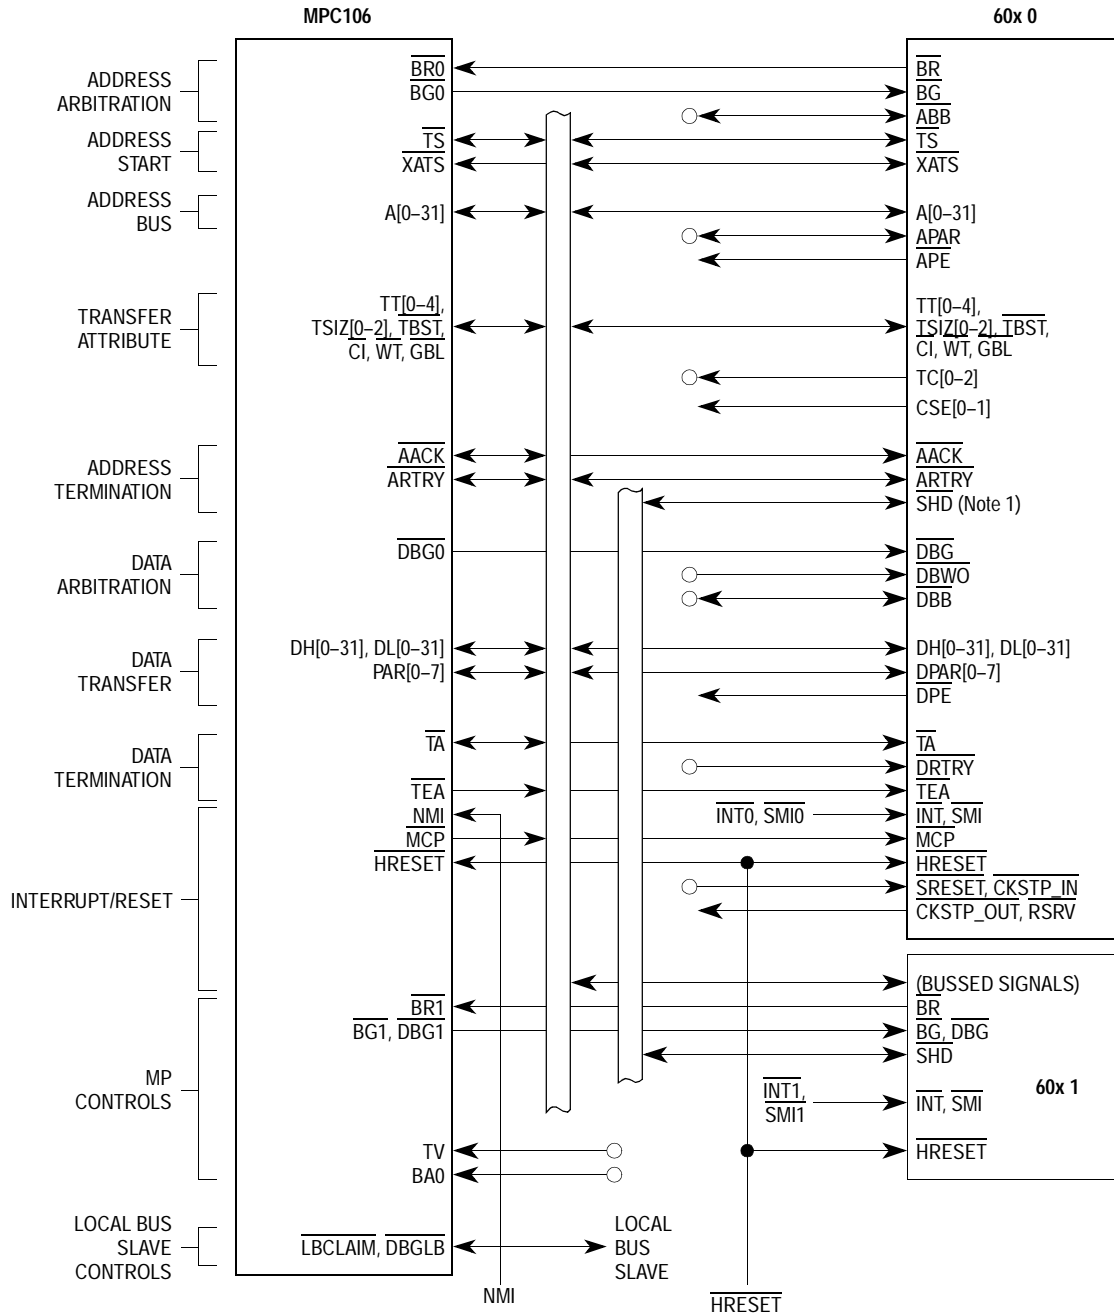 MPC106
60x 0
ADDRESS
ARBITRATION
BR0
BG0
BR
BG
ABB
ADDRESS
START
TS
XATS
TS
XATS
ADDRESS
BUS
A[0–31]
A[0–31]
APAR
APE
TRANSFER
ATTRIBUTE
TT[0–4],
TSIZ[0–2], TBST,
CI, WT, GBL
TT[0–4],
TSIZ[0–2], TBST,
CI, WT, GBL
TC[0–2]
CSE[0–1]
ADDRESS
TERMINATION
AACK
ARTRY
AACK
ARTRY
SHD (Note 1)
DATA
ARBITRATION
DBG0
DBG
DBWO
DBB
DATA
TRANSFER
DH[0–31], DL[0–31]
PAR[0–7]
DH[0–31], DL[0–31]
DPAR[0–7]
DPE
DATA
TERMINATION
TA
TEA
TA
DRTRY
TEA
INTERRUPT/RESET
NMI
MCP
HRESET
INT0, SMI0
INT, SMI
MCP
HRESET
SRESET, CKSTP_IN
CKSTP_OUT, RSRV
MP
CONTROLS
BR1
BG1, DBG1
TV
BA0
(BUSSED SIGNALS)
BR
BG, DBG
SHD
60x 1
INT1,
SMI1
INT, SMI
HRESET
LOCAL BUS
SLAVE
CONTROLS
LBCLAIM, DBGLB
LOCAL
BUS
SLAVE
NMI
HRESET